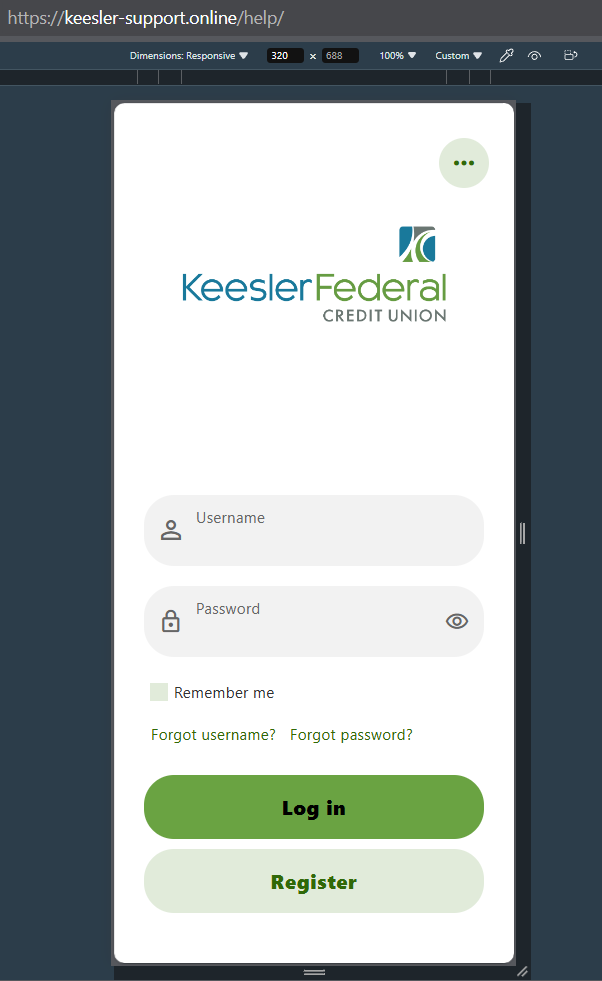 https://keesler-support.online/help/
Dimensions: Responsive 320 x 688 100% Custom
KeeslerFederal
CREDIT UNION
Username
Password
Remember me
Forgot username? Forgot password?
Log in
Register